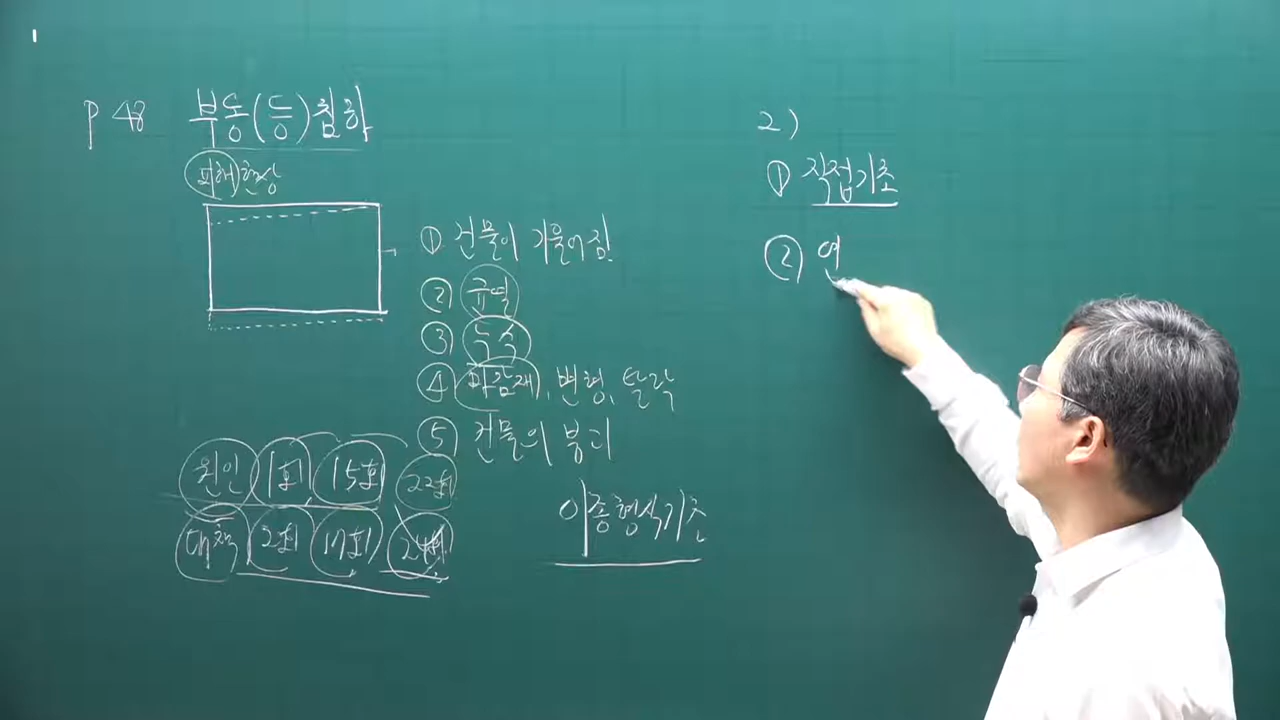 P 48 부동(등)침하
피해현상
① 건물이 기울어짐
② 균열
③ 누수
④ 마감재, 변형, 탈락
⑤ 건물의 붕괴
원인 1회 15회 22회
대책 2회 17회 24회
이종형식기초
2)
① 직접기초
②